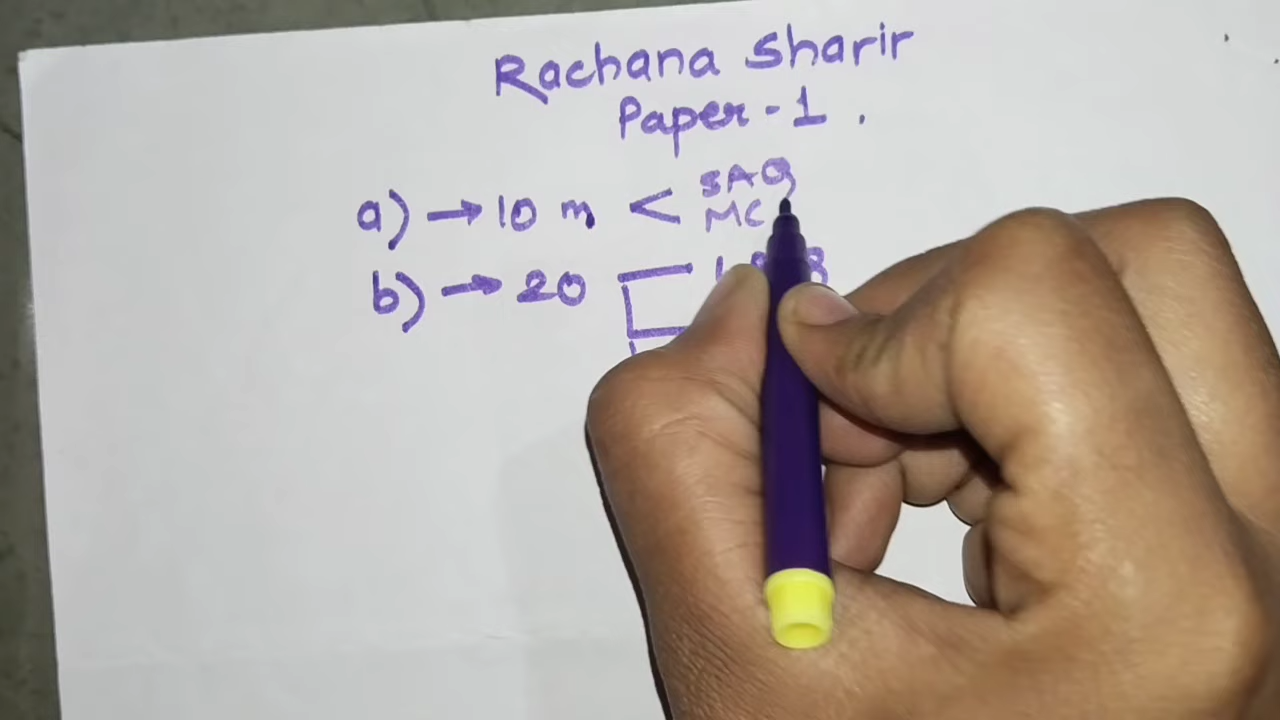 Rachana Sharir
Paper - 1 .
a) → 10 m < SAQ
MC
b) → 20